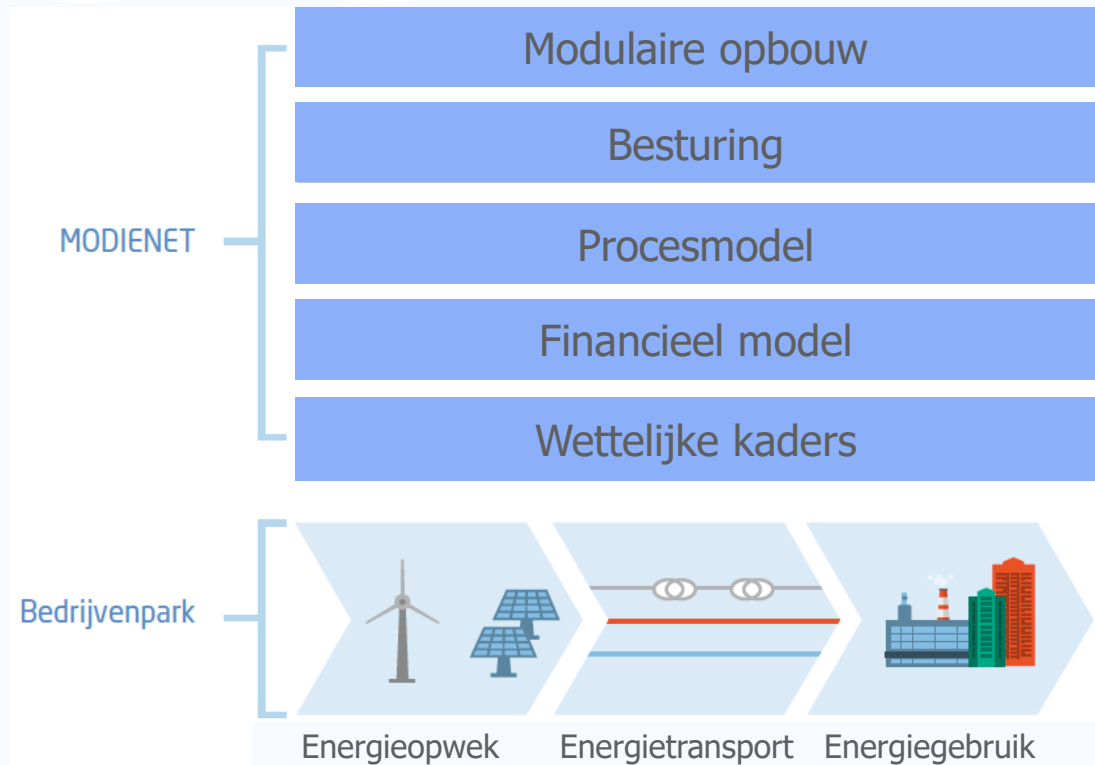 Modulaire opbouw
Besturing
MODIENET
Procesmodel
Financieel model
Wettelijke kaders
Bedrijvenpark
Energieopwek
Energietransport
Energiegebruik